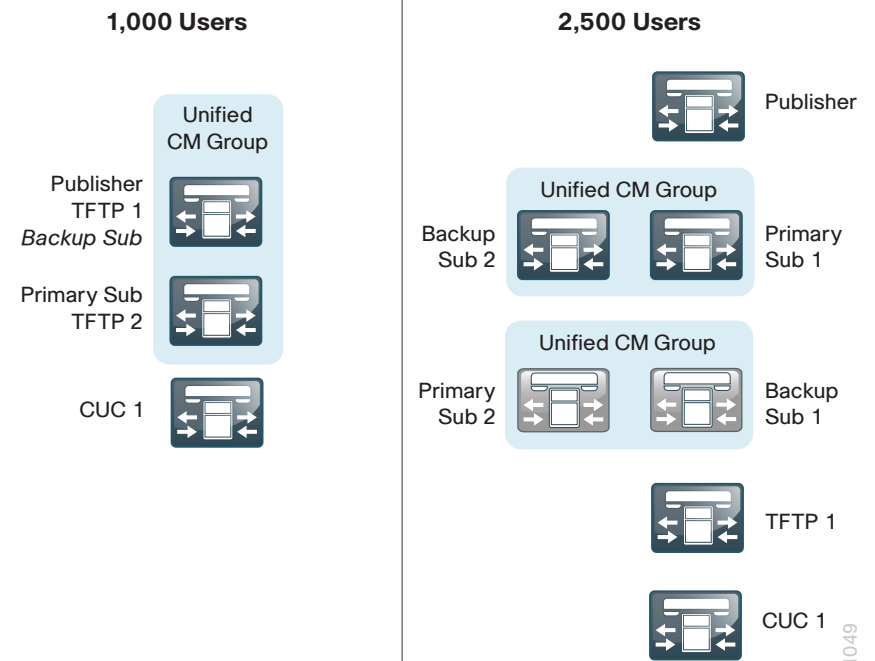 1,000 Users
Unified
CM Group
Publisher
TFTP 1
Backup Sub
Primary Sub
TFTP 2
CUC 1
2,500 Users
Publisher
Unified CM Group
Backup
Sub 2
Primary
Sub 1
Unified CM Group
Primary
Sub 2
Backup
Sub 1
TFTP 1
CUC 1
1049